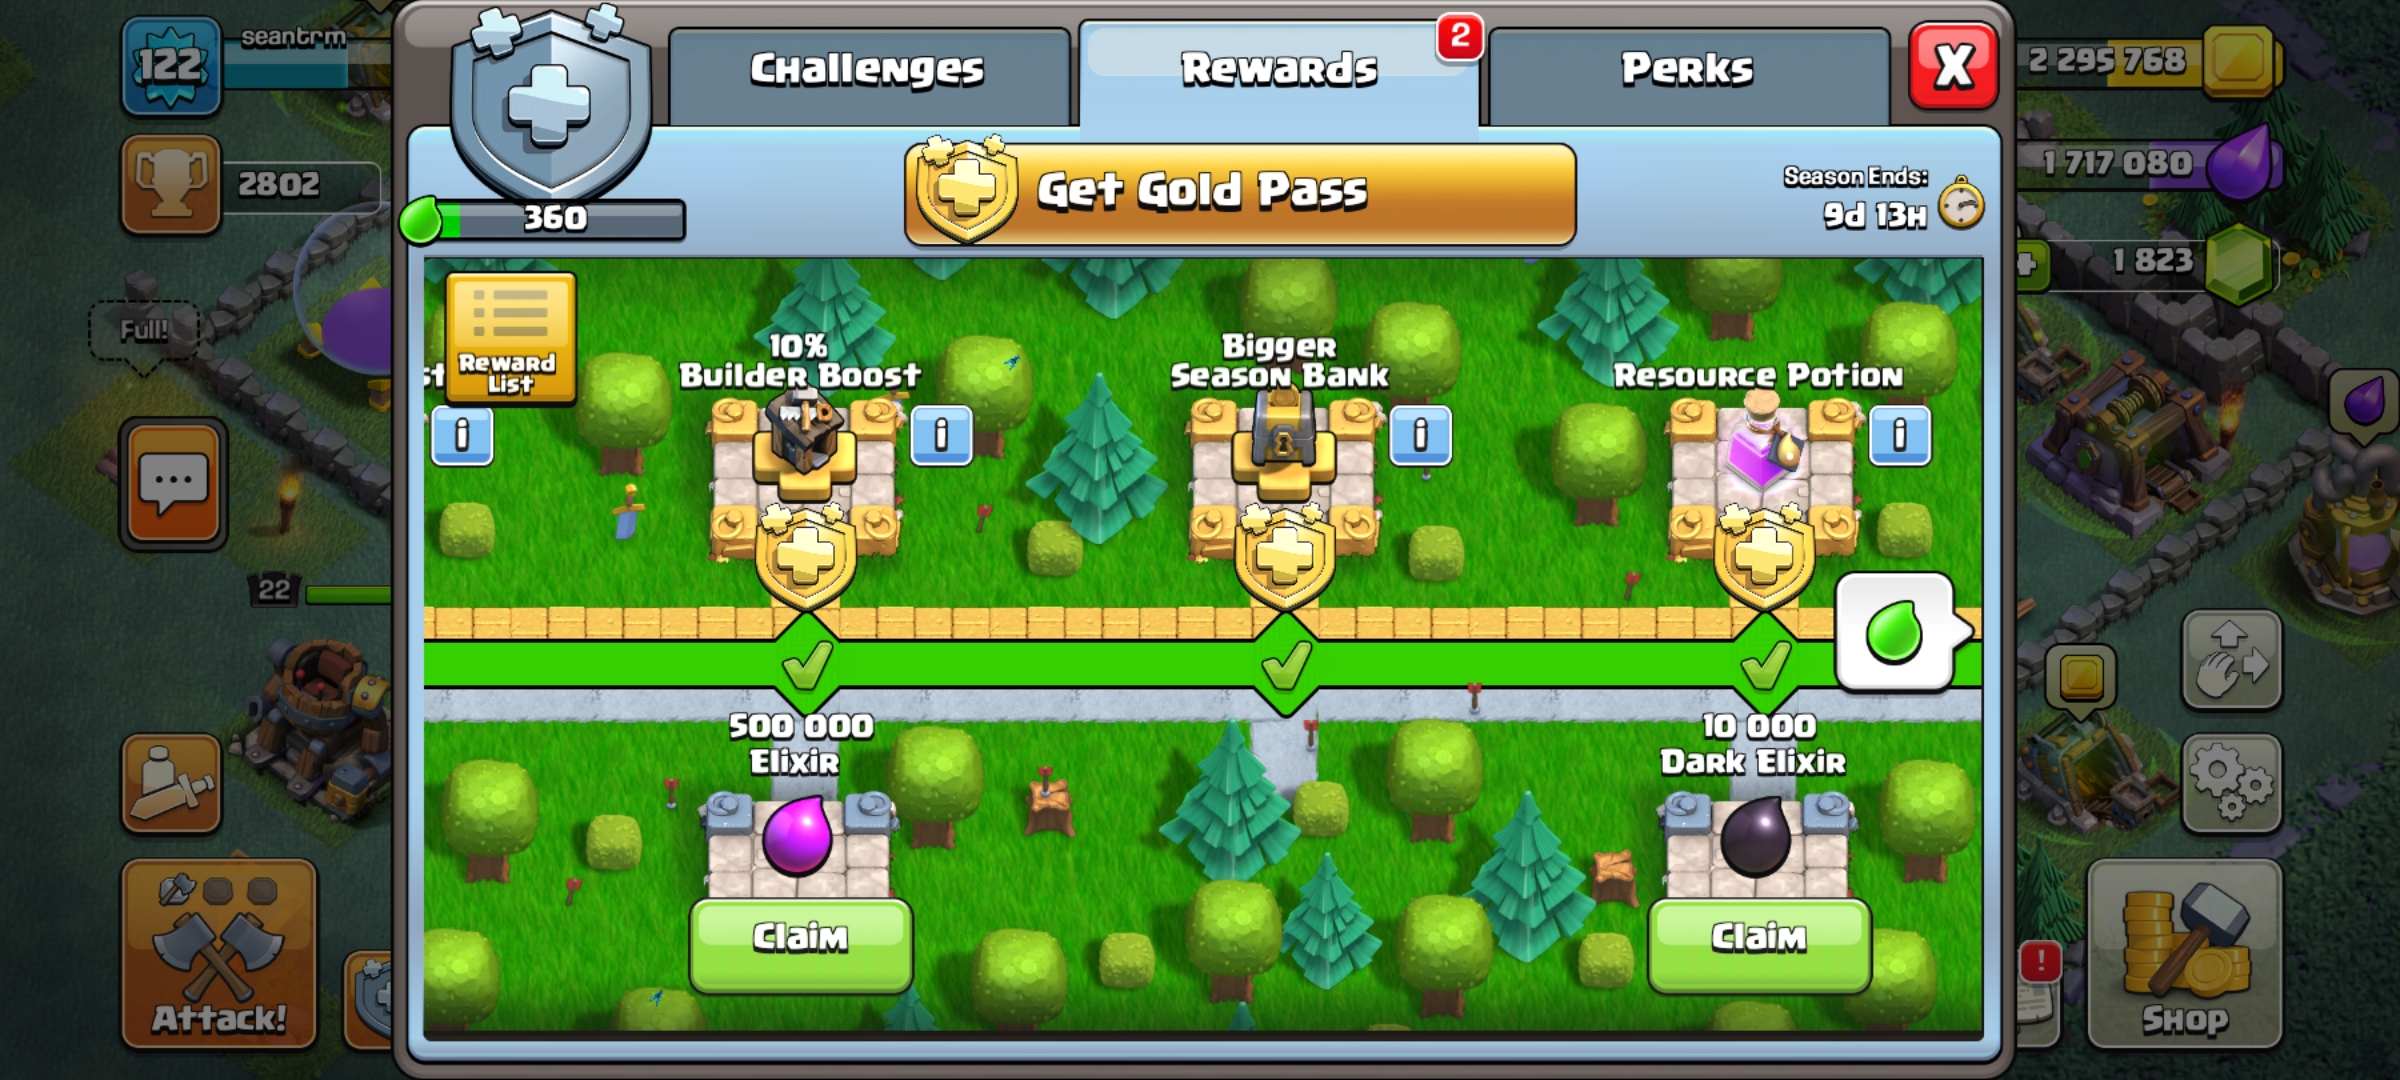 122
seantrm
2802
Challenges
Rewards
2
Perks
X
2 295 768
1 717 080
1 823
Get Gold Pass
Season Ends:
9d 13H
360
Full!
Reward
List
st
10%
Builder Boost
Bigger
Season Bank
Resource Potion
i
i
i
i
22
500 000
Elixir
10 000
Dark Elixir
Claim
Claim
Attack!
!
Shop